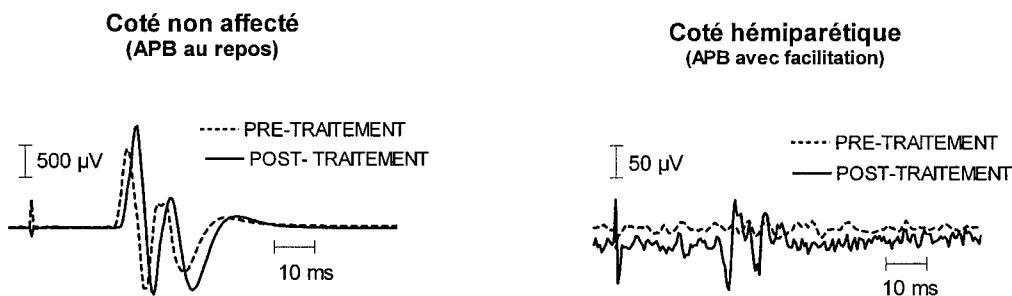 Coté non affecté
(APB au repos)
PRE-TRAITEMENT
POST- TRAITEMENT
500 µV
10 ms
Coté hémiparétique
(APB avec facilitation)
PRE-TRAITEMENT
POST-TRAITEMENT
50 µV
10 ms